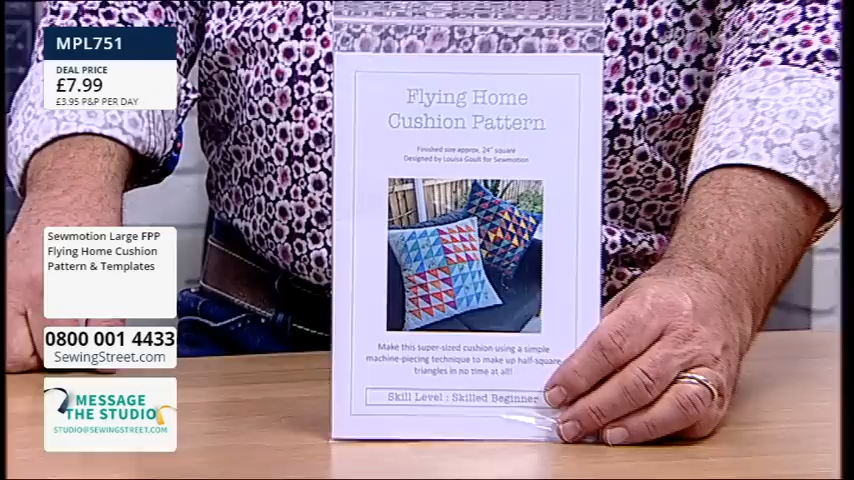 MPL751
DEAL PRICE
£7.99
£3.95 P&P PER DAY
Sewmotion Large FPP
Flying Home Cushion
Pattern & Templates
0800 001 4433
SewingStreet.com
MESSAGE
THE STUDIO
STUDIO@SEWINGSTREET.COM
Flying Home
Cushion Pattern
Finished size approx. 24" square
Designed by Louisa Goult for Sewmotion
Make this super-sized cushion using a simple
machine-piecing technique to make up half-square
triangles in no time at all!
Skill Level : Skilled Beginner